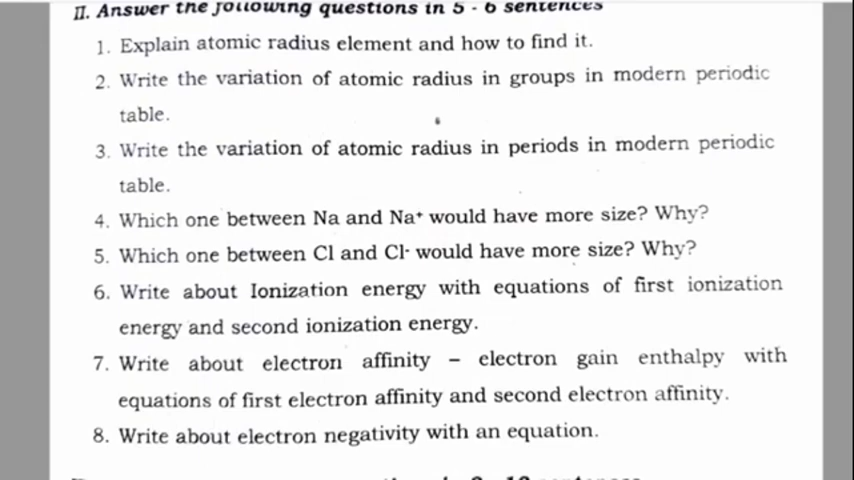 II. Answer the following questions in 5 - 6 sentences
1. Explain atomic radius element and how to find it.
2. Write the variation of atomic radius in groups in modern periodic
table.
3. Write the variation of atomic radius in periods in modern periodic
table.
4. Which one between Na and Na⁺ would have more size? Why?
5. Which one between Cl and Cl⁻ would have more size? Why?
6. Write about Ionization energy with equations of first ionization
energy and second ionization energy.
7. Write about electron affinity – electron gain enthalpy with
equations of first electron affinity and second electron affinity.
8. Write about electron negativity with an equation.